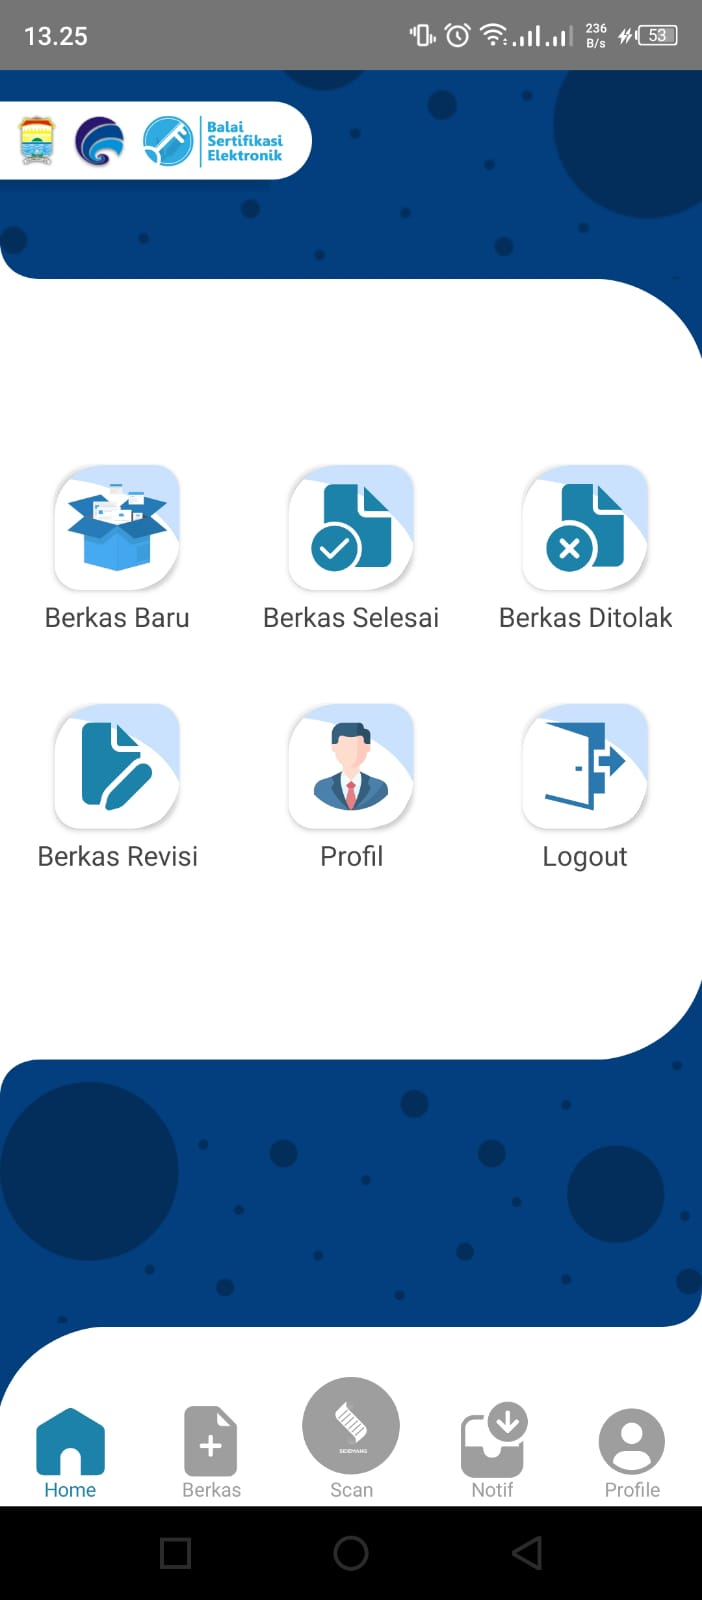 13.25
236
B/s
53
Balai
Sertifikasi
Elektronik
Berkas Baru
Berkas Selesai
Berkas Ditolak
Berkas Revisi
Profil
Logout
Home
Berkas
Scan
Notif
Profile